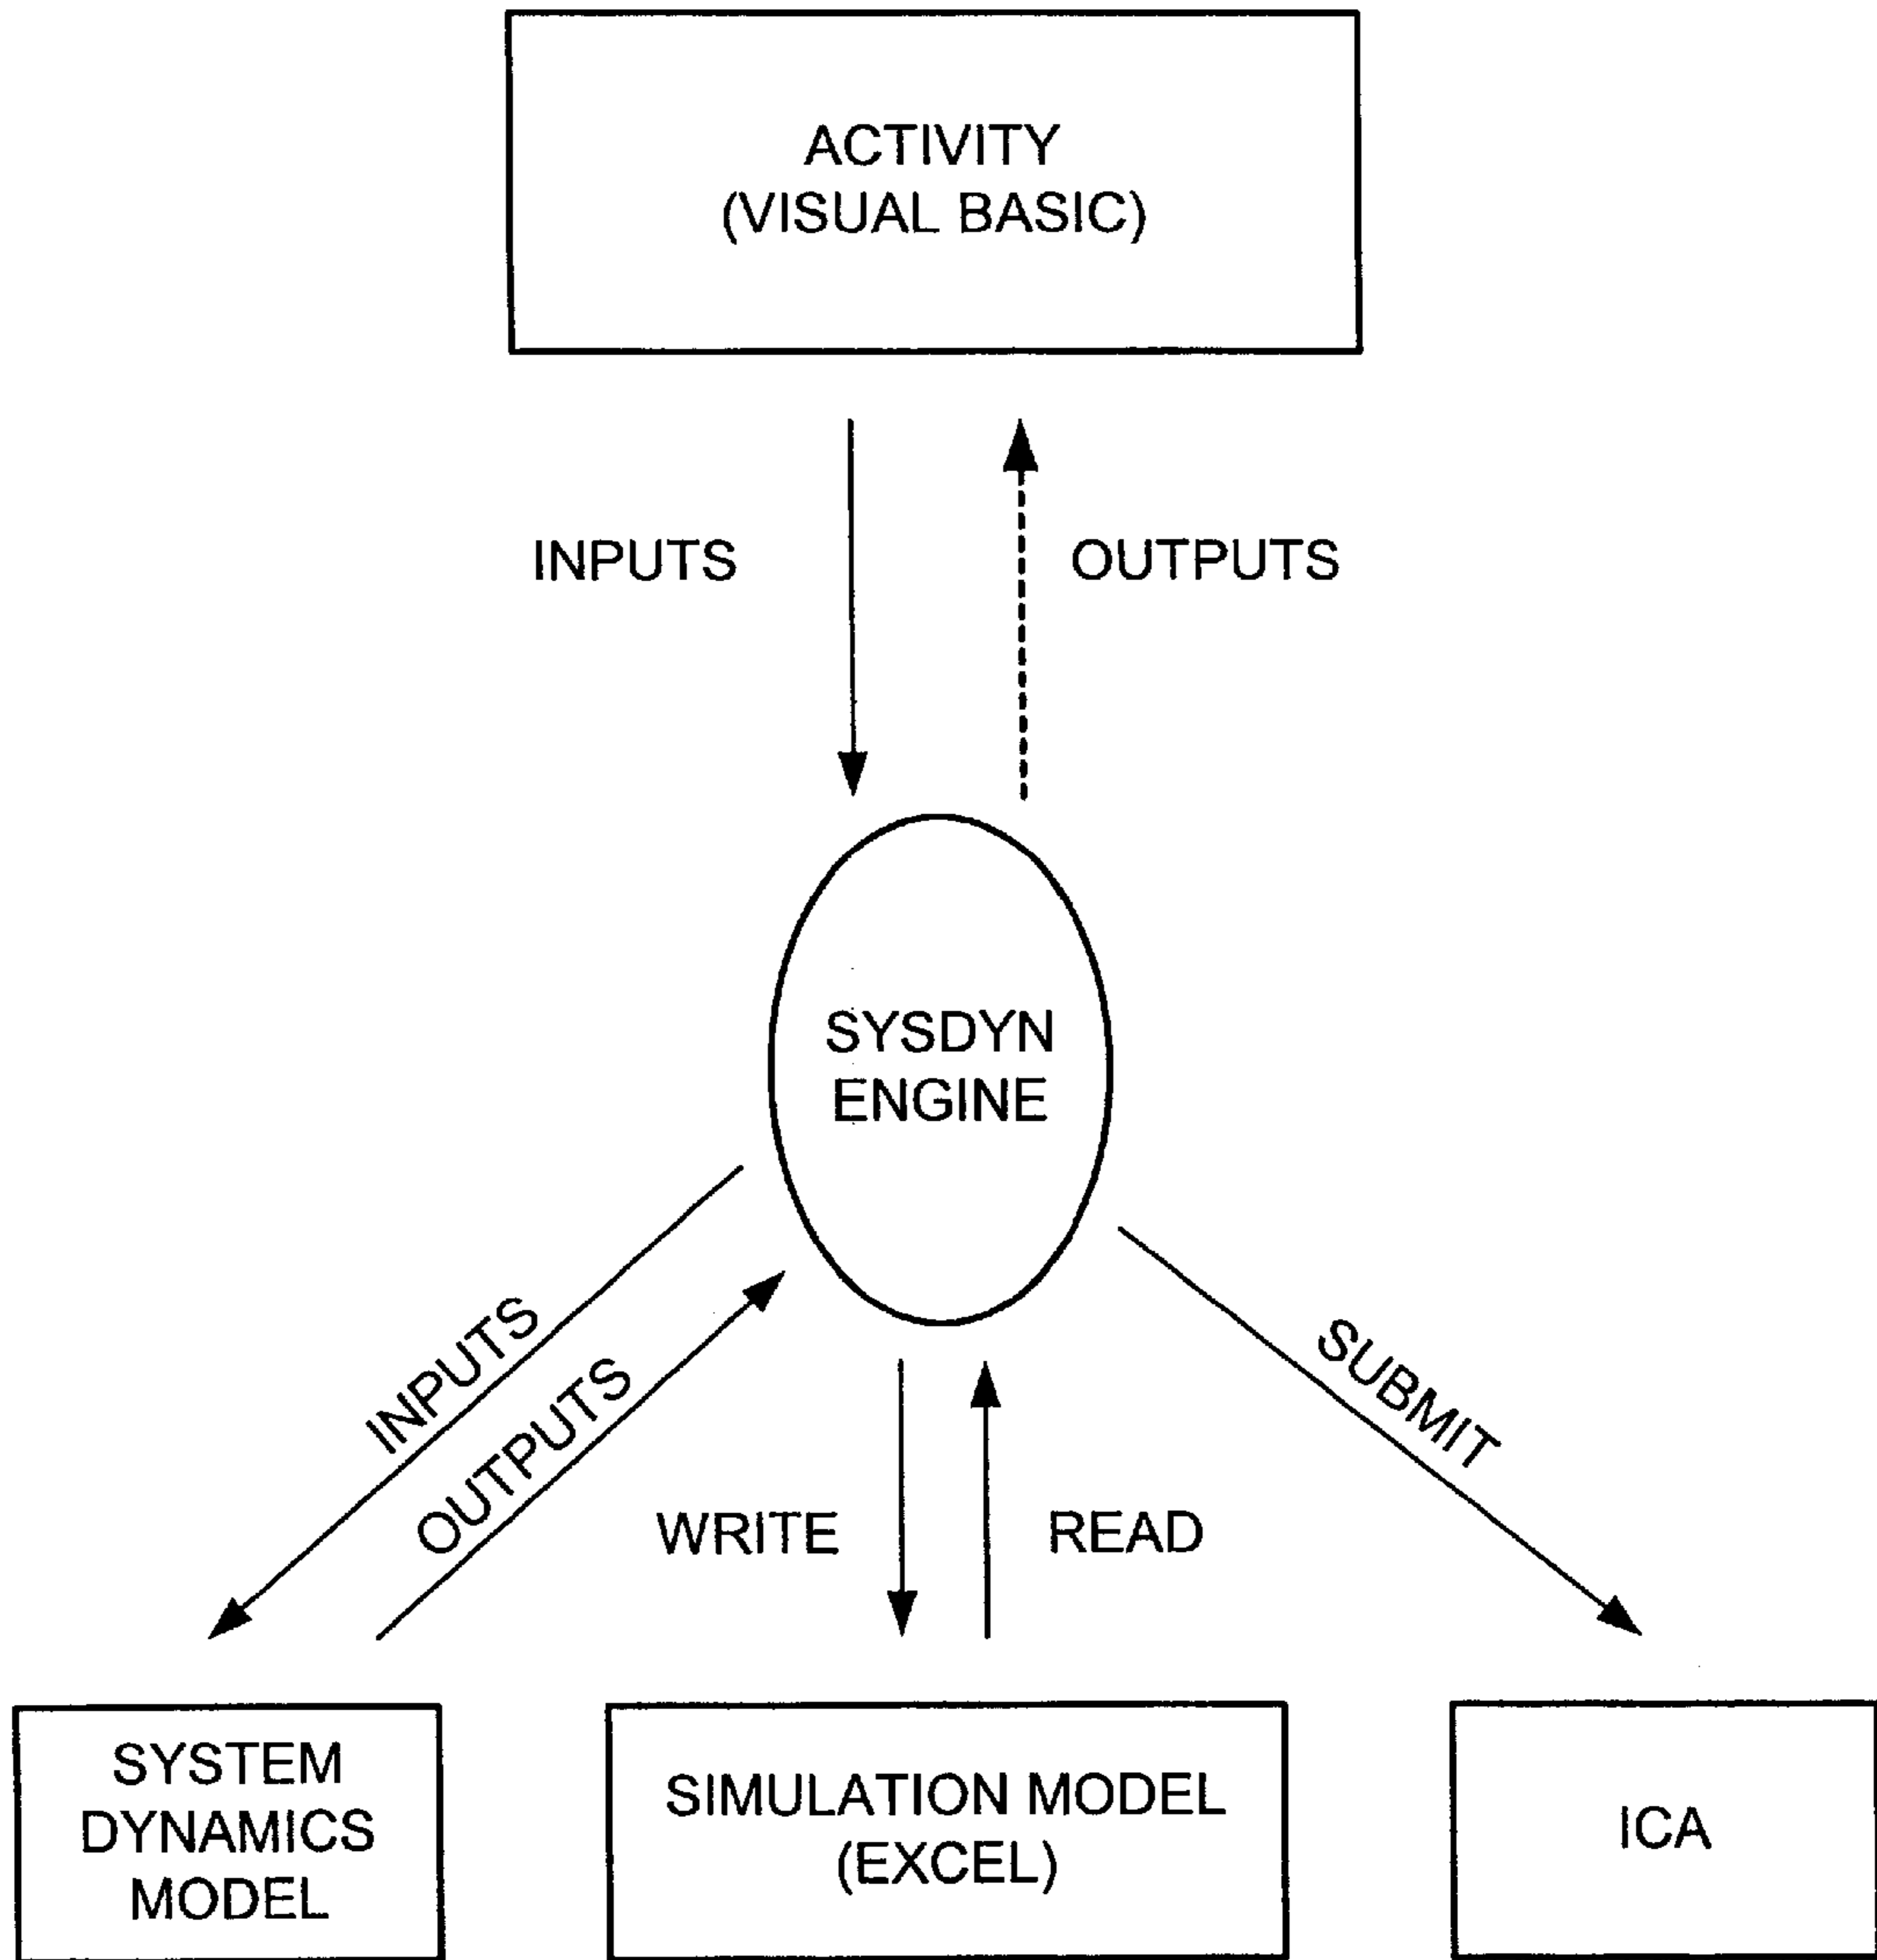 ACTIVITY
(VISUAL BASIC)
INPUTS
OUTPUTS
SYSDYN
ENGINE
INPUTS
OUTPUTS
WRITE
READ
SUBMIT
SYSTEM
DYNAMICS
MODEL
SIMULATION MODEL
(EXCEL)
ICA